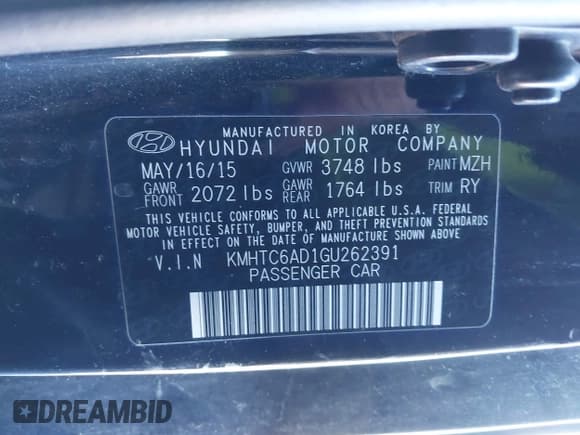 MANUFACTURED IN KOREA BY
HYUNDAI MOTOR COMPANY
MAY/16/15 GVWR 3748 lbs PAINT MZH
GAWR FRONT 2072 lbs GAWR REAR 1764 lbs TRIM RY
THIS VEHICLE CONFORMS TO ALL APPLICABLE U.S.A. FEDERAL
MOTOR VEHICLE SAFETY, BUMPER, AND THEFT PREVENTION STANDARDS
IN EFFECT ON THE DATE OF MANUFACTURE SHOWN ABOVE
V.I.N KMHTC6AD1GU262391
PASSENGER CAR
DREAMBID